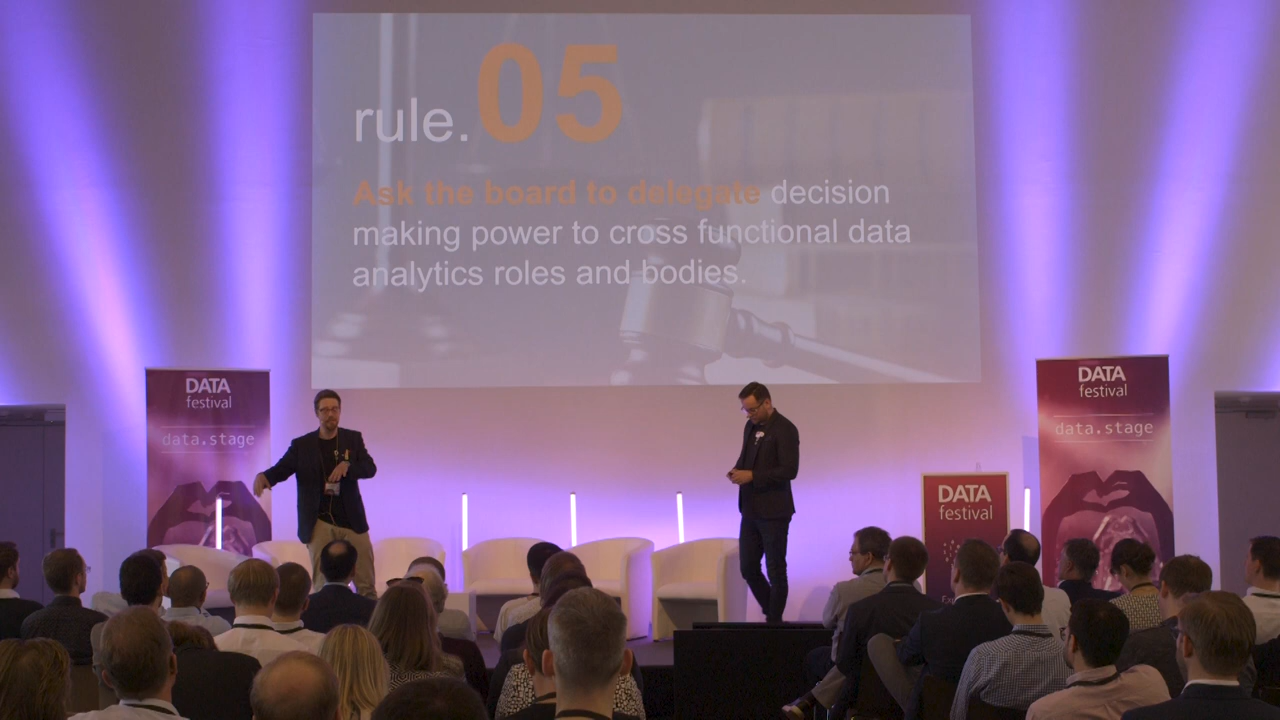 rule.05
Ask the board to delegate decision
making power to cross functional data
analytics roles and bodies.
DATA
festival
data.stage
DATA
festival
data.stage
DATA
festival